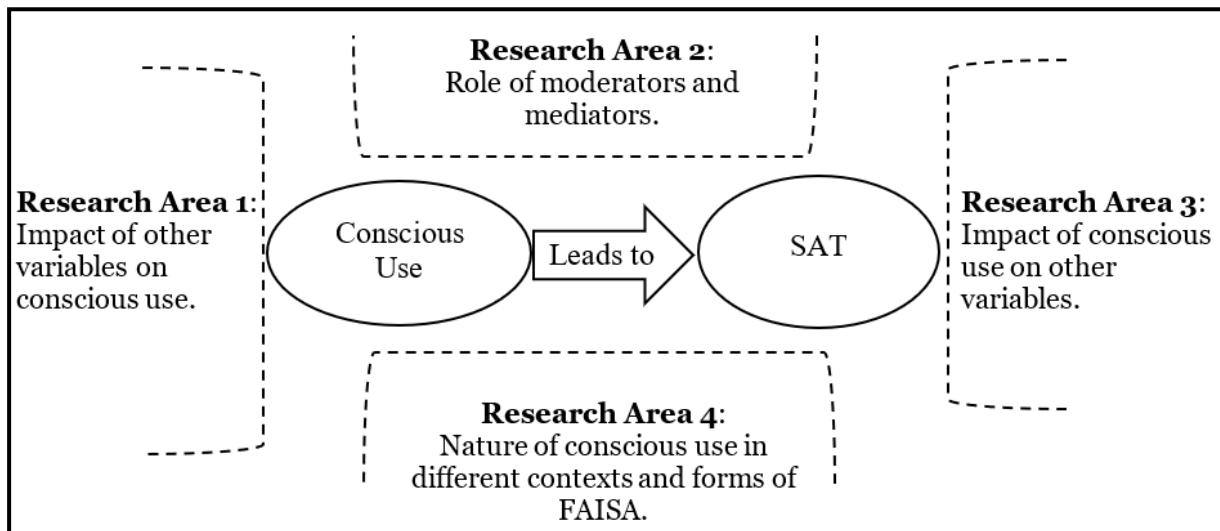 Research Area 2:
Role of moderators and
mediators.
Research Area 1:
Impact of other
variables on
conscious use.
Conscious
Use
Leads to
SAT
Research Area 3:
Impact of conscious
use on other
variables.
Research Area 4:
Nature of conscious use in
different contexts and forms of
FAISA.